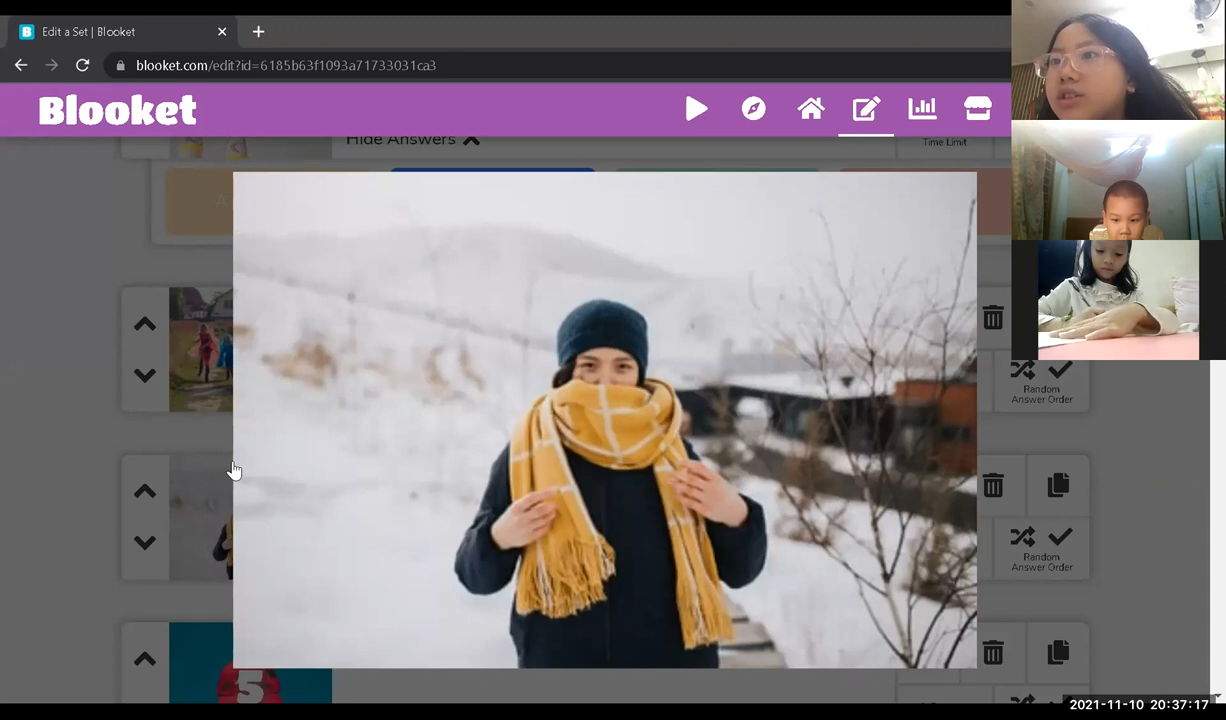 Edit a Set | Blooket
blooket.com/edit?id=6185b63f1093a71733031ca3
Blooket
Hide Answers
Time Limit
A
Random
Answer Order
Random
Answer Order
5
2021-11-10 20:37:17